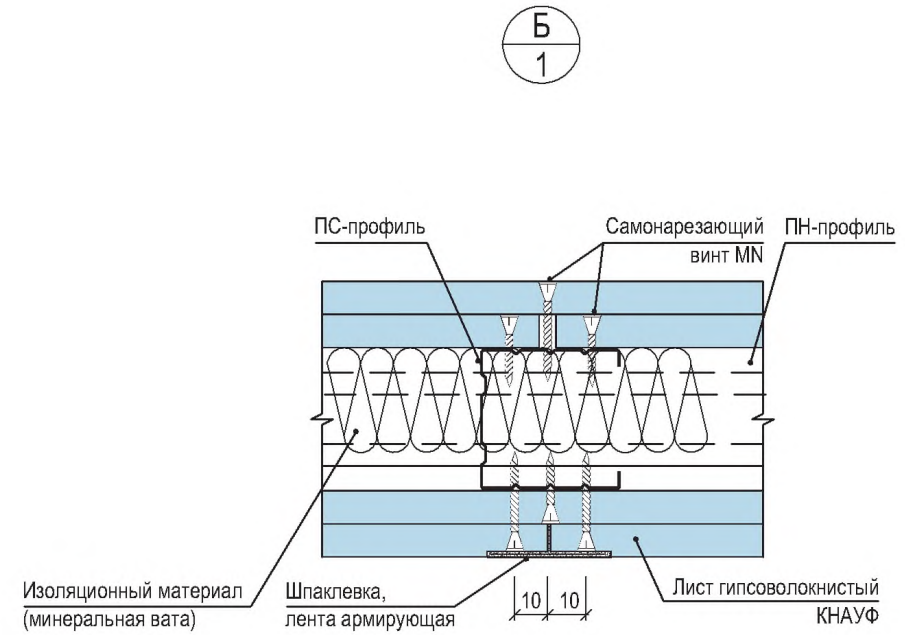 Б
1
ПС-профиль
Самонарезающий
винт MN
ПН-профиль
Изоляционный материал
(минеральная вата)
Шпаклевка,
лента армирующая
10 10
Лист гипсоволокнистый
КНАУФ